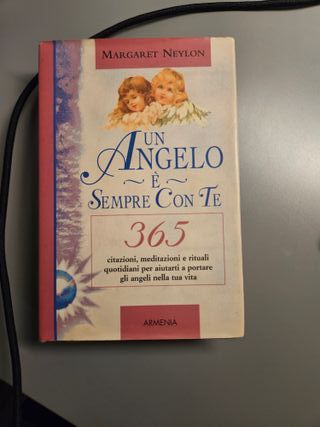 MARGARET NEYLON
UN
ANGELO
~ È ~
SEMPRE CON TE
365
citazioni, meditazioni e rituali
quotidiani per aiutarti a portare
gli angeli nella tua vita
ARMENIA